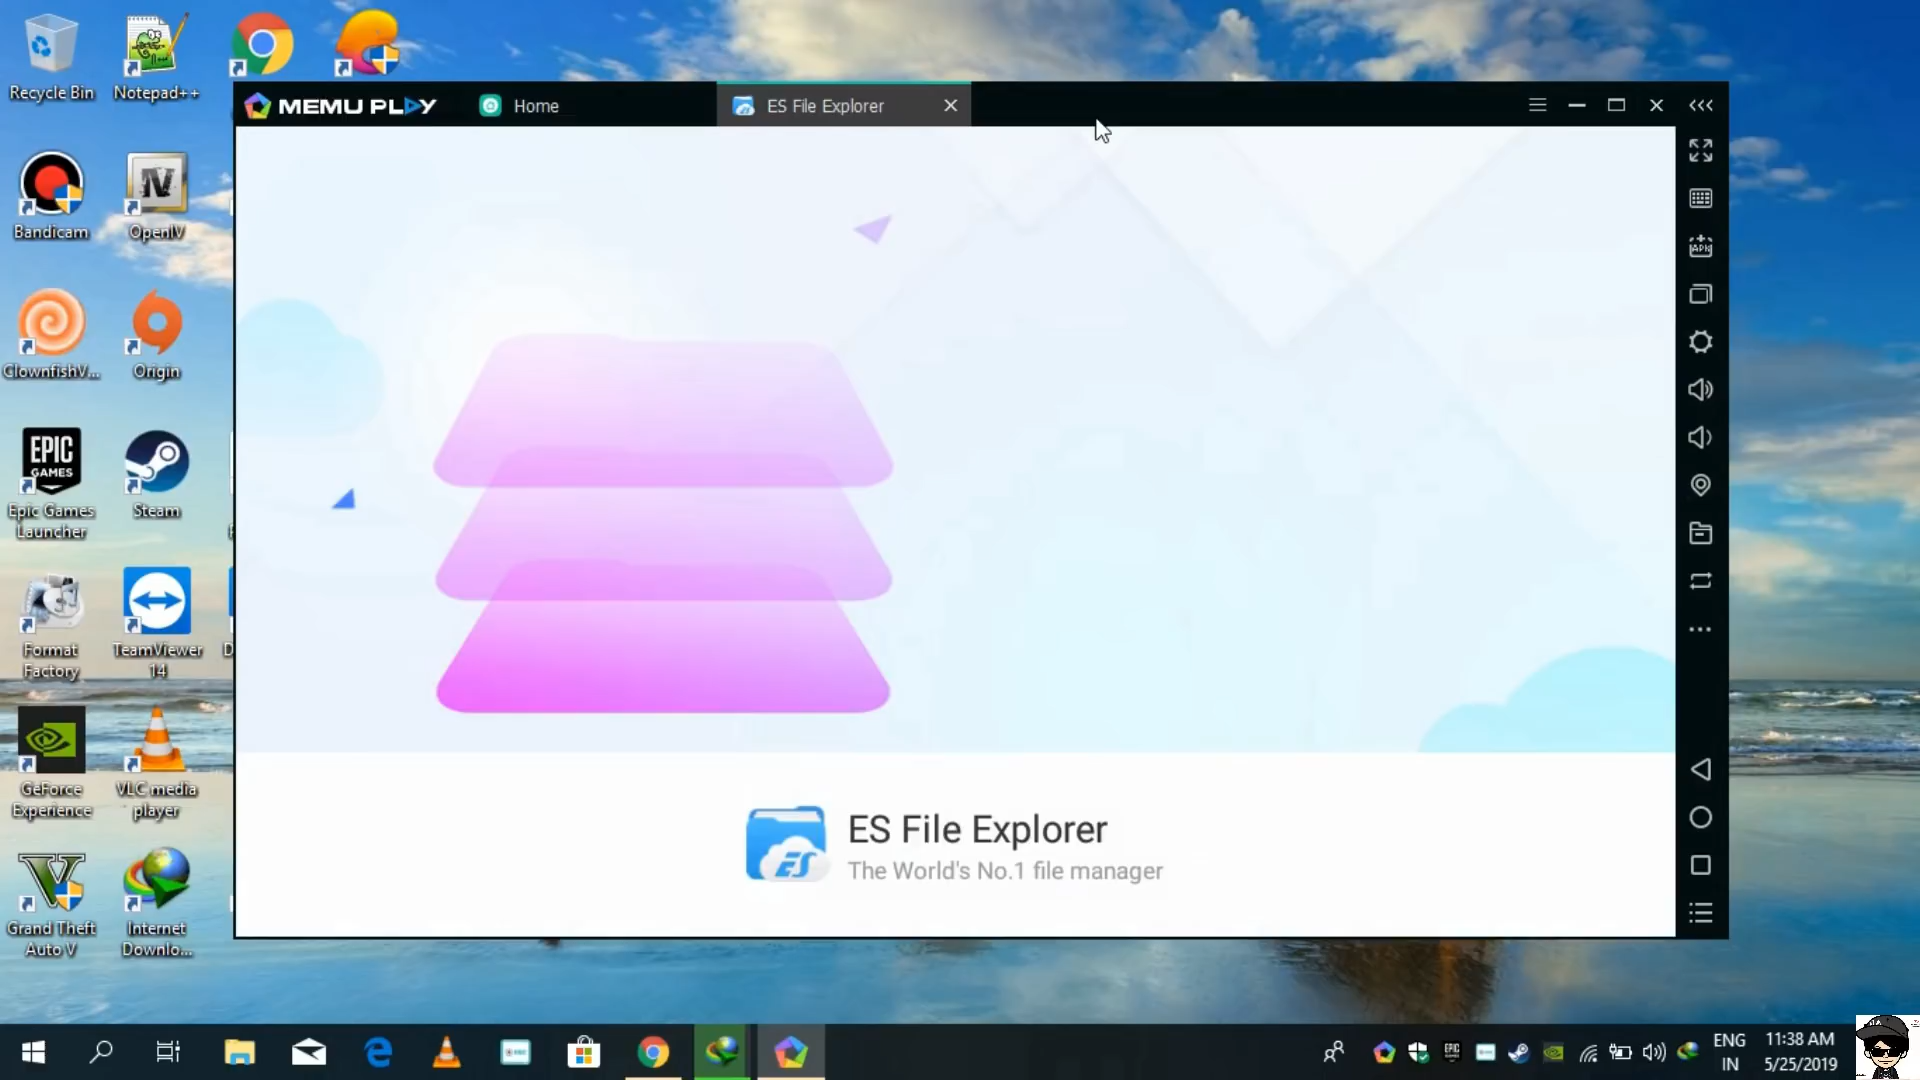 Recycle Bin
Notepad++
Bandicam
OpenIV
ClownfishV...
Origin
EPIC
GAMES
Epic Games
Launcher
Steam
Format
Factory
TeamViewer
14
GeForce
Experience
VLC media
player
Grand Theft
Auto V
Internet
Downlo...
MEMU PLAY
Home
ES File Explorer
APK
ES
ES File Explorer
The World's No.1 file manager
ENG
IN
11:38 AM
5/25/2019